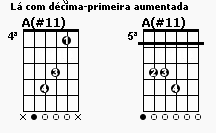 Lá com décima-primeira aumentada
A(#11) A(#11)
4ª 5ª
1
3 2 3
4 4